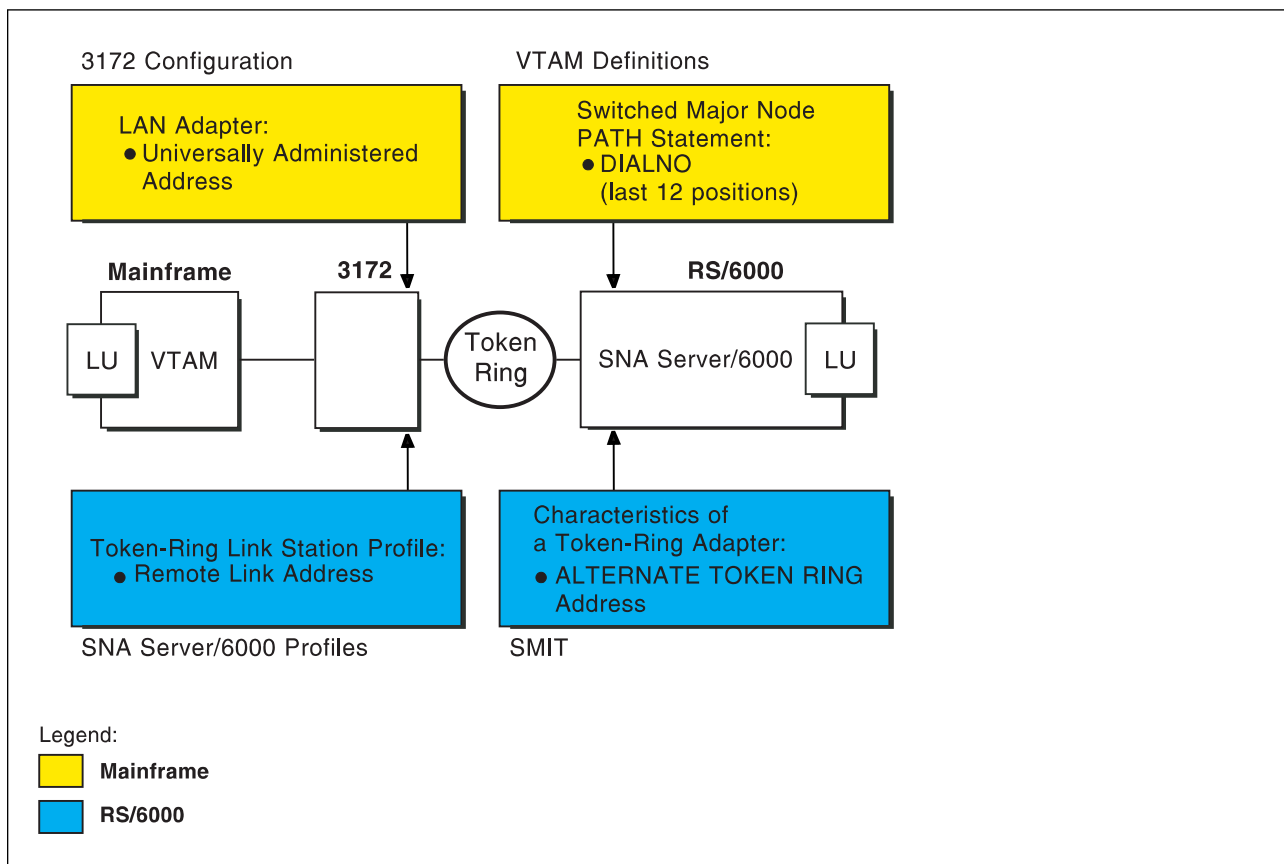 3172 Configuration
VTAM Definitions
LAN Adapter:
● Universally Administered
Address
Switched Major Node
PATH Statement:
● DIALNO
(last 12 positions)
Mainframe
3172
RS/6000
LU
VTAM
Token
Ring
SNA Server/6000
LU
Token-Ring Link Station Profile:
● Remote Link Address
Characteristics of
a Token-Ring Adapter:
● ALTERNATE TOKEN RING
Address
SNA Server/6000 Profiles
SMIT
Legend:
Mainframe
RS/6000